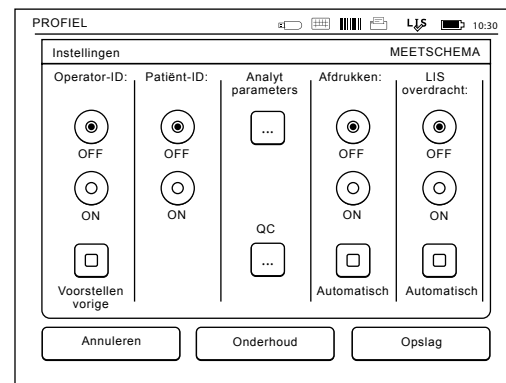 PROFIEL LIS 10:30
Instellingen MEETSCHEMA
Operator-ID: Patiënt-ID: Analyt parameters Afdrukken: LIS overdracht:
...
OFF OFF OFF OFF
ON ON ON ON
QC
...
Voorstellen vorige Automatisch Automatisch
Annuleren Onderhoud Opslag